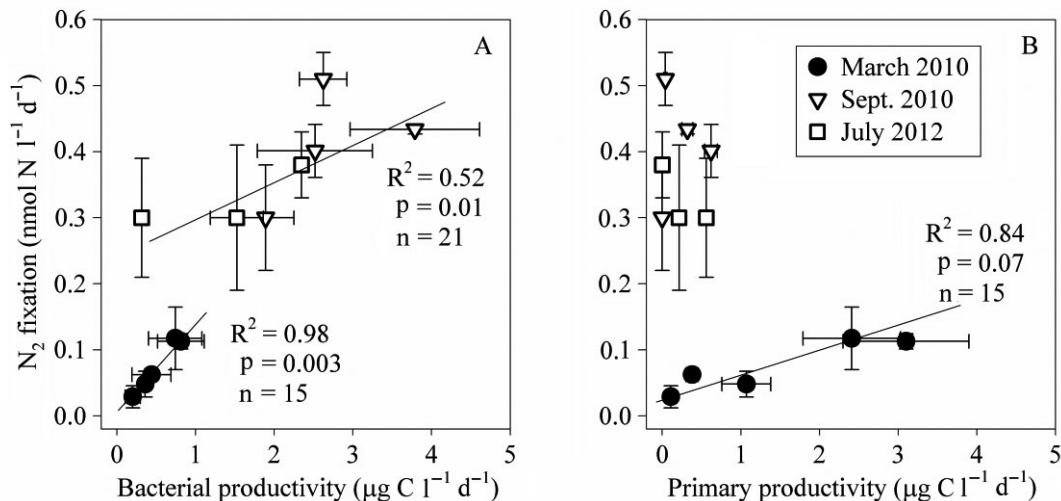 A
N₂ fixation (nmol N l⁻¹ d⁻¹)
0.6
0.5
0.4
0.3
0.2
0.1
0.0
R² = 0.52
p = 0.01
n = 21
R² = 0.98
p = 0.003
n = 15
0 1 2 3 4 5
Bacterial productivity (µg C l⁻¹ d⁻¹)
B
0.6
0.5
0.4
0.3
0.2
0.1
0.0
March 2010
Sept. 2010
July 2012
R² = 0.84
p = 0.07
n = 15
0 1 2 3 4 5
Primary productivity (µg C l⁻¹ d⁻¹)